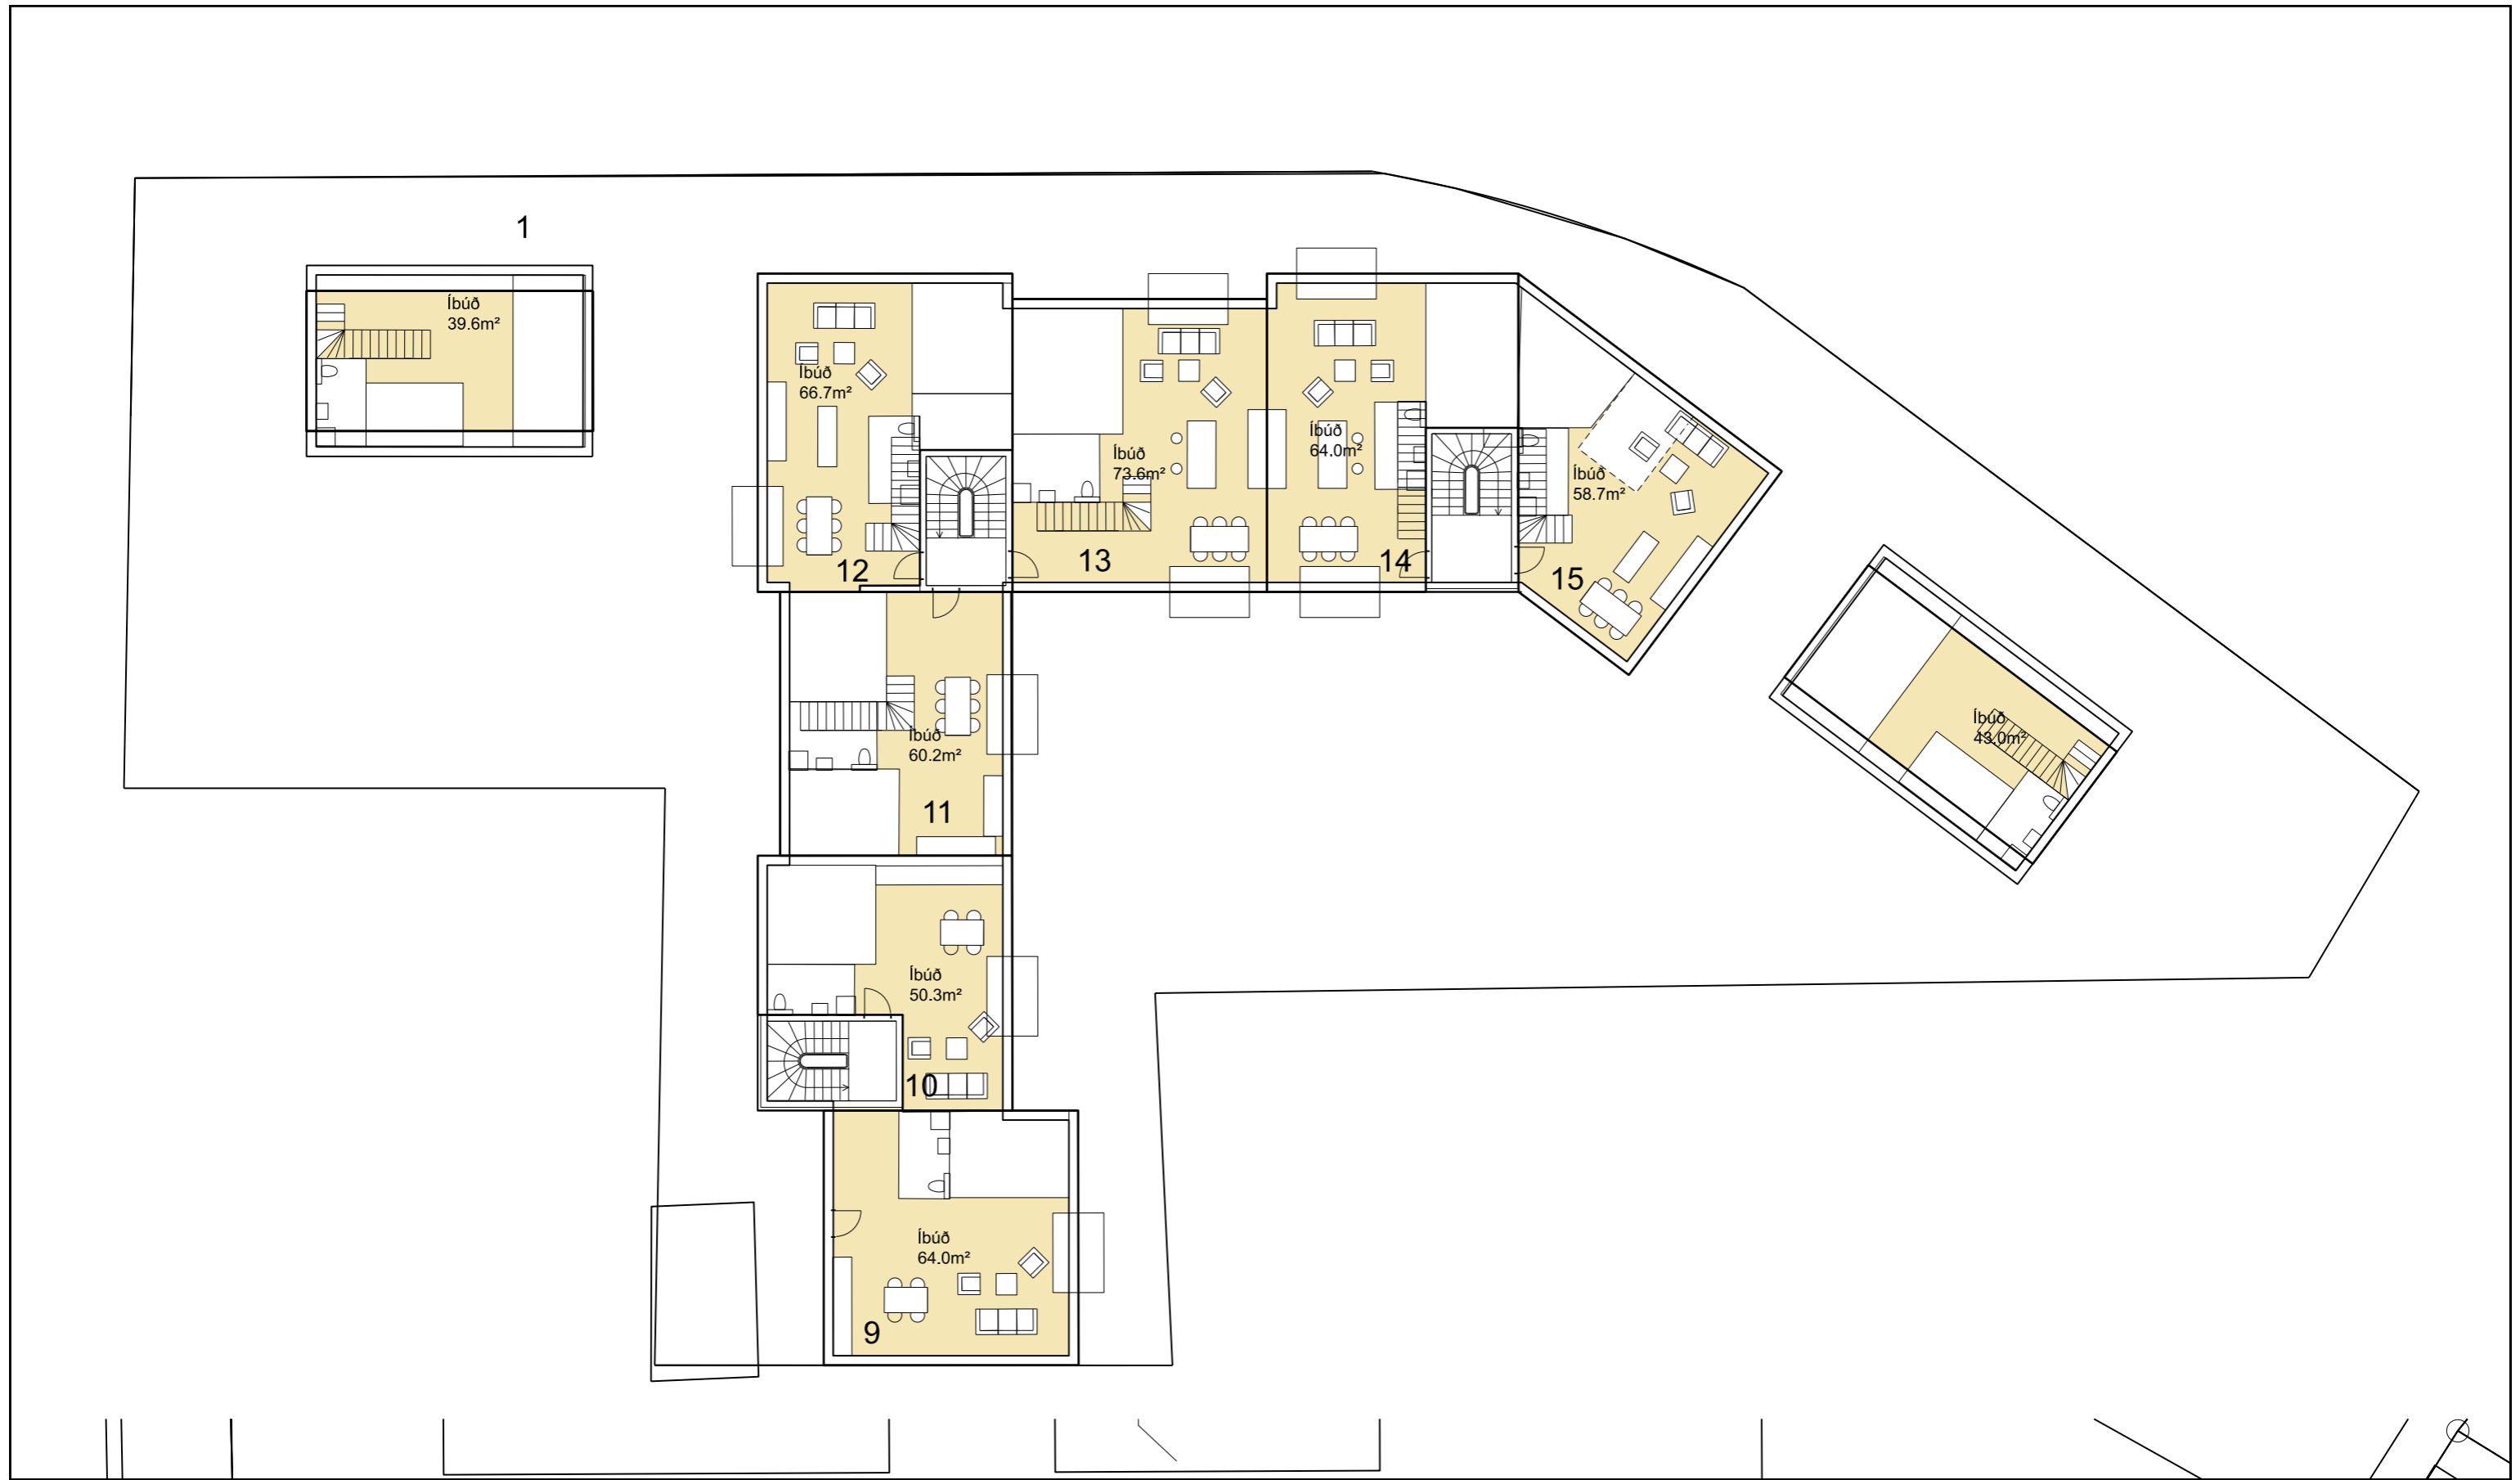 1
Íbúð
39.6m²
Íbúð
66.7m²
12
Íbúð
73.6m²
13
Íbúð
64.0m²
14
Íbúð
58.7m²
15
Íbúð
43.0m²
Íbúð
60.2m²
11
Íbúð
50.3m²
10
Íbúð
64.0m²
9